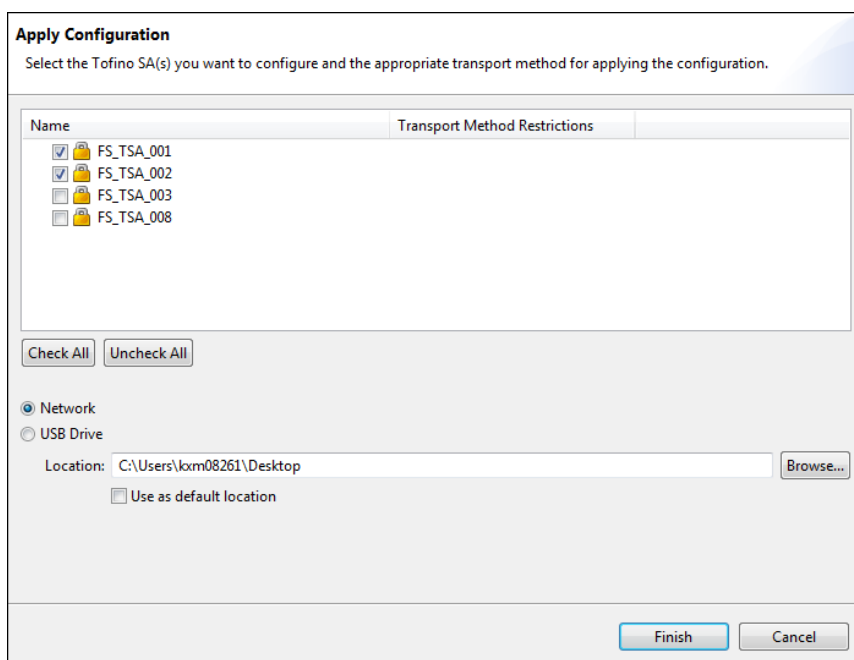 Apply Configuration
Select the Tofino SA(s) you want to configure and the appropriate transport method for applying the configuration.
Name Transport Method Restrictions
FS_TSA_001
FS_TSA_002
FS_TSA_003
FS_TSA_008
Check All Uncheck All
Network
USB Drive
Location: C:\Users\kxm08261\Desktop Browse...
Use as default location
Finish Cancel